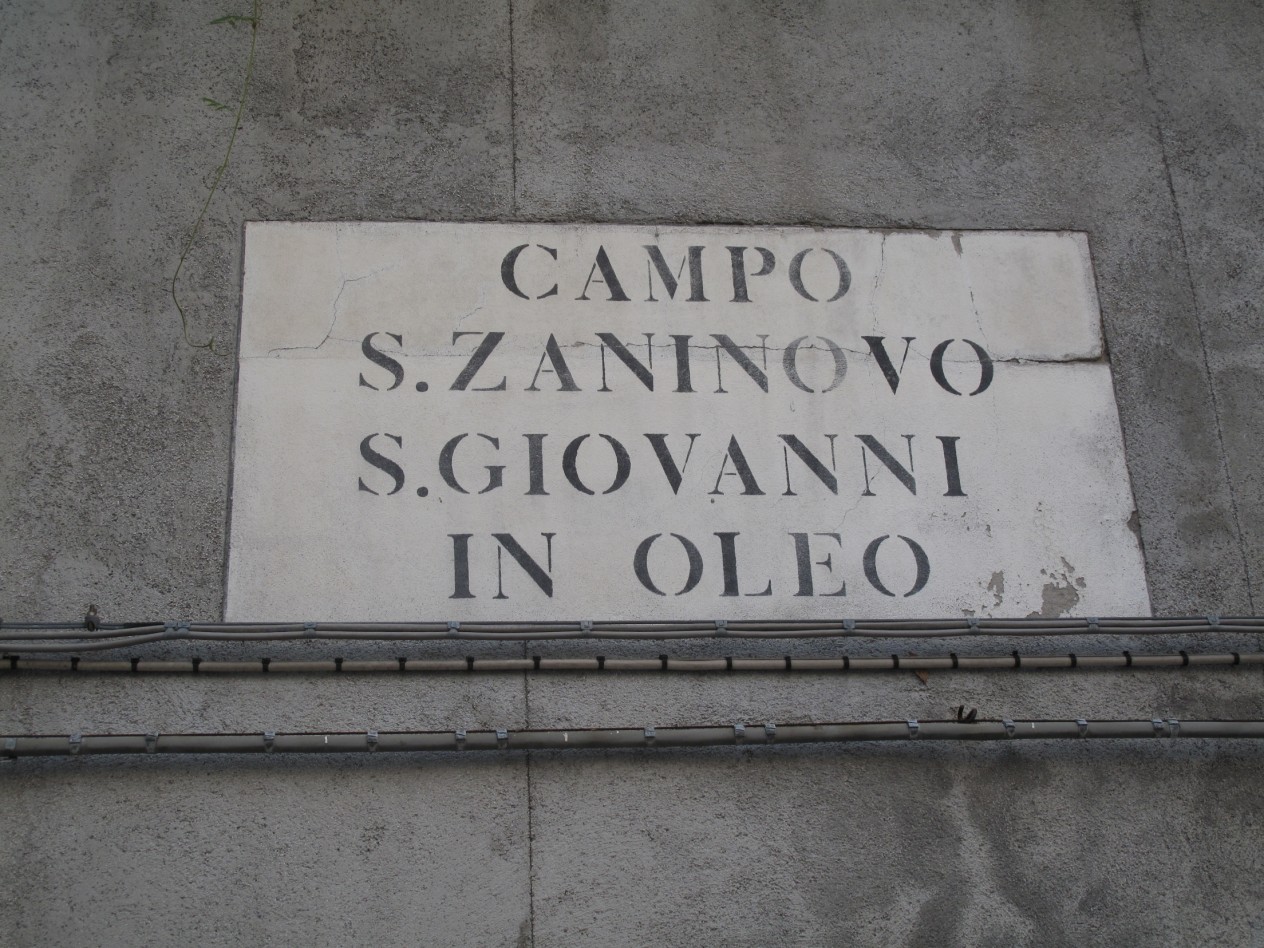 CAMPO
S. ZANINOVO
S. GIOVANNI
IN OLEO